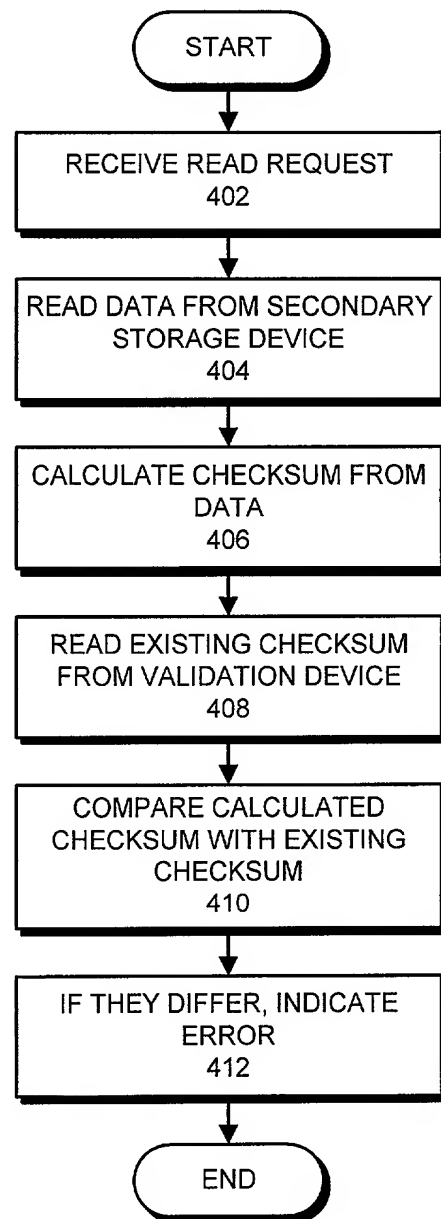 START
RECEIVE READ REQUEST
402
READ DATA FROM SECONDARY
STORAGE DEVICE
404
CALCULATE CHECKSUM FROM
DATA
406
READ EXISTING CHECKSUM
FROM VALIDATION DEVICE
408
COMPARE CALCULATED
CHECKSUM WITH EXISTING
CHECKSUM
410
IF THEY DIFFER, INDICATE
ERROR
412
END